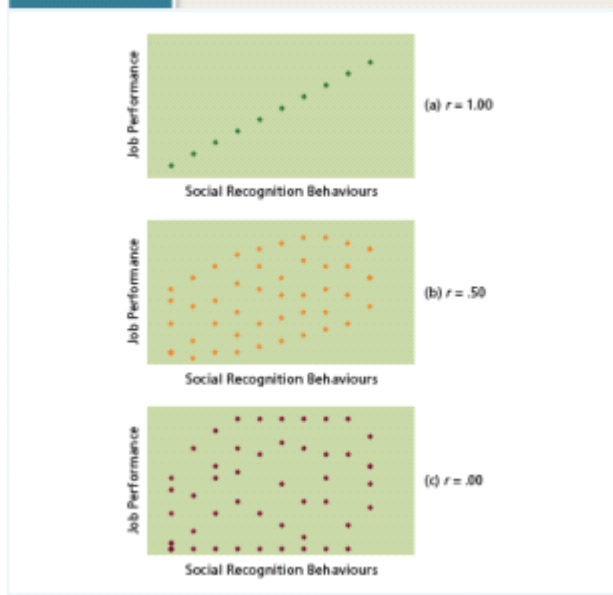 Job Performance
(a) r = 1.00
Social Recognition Behaviours
Job Performance
(b) r = .50
Social Recognition Behaviours
Job Performance
(c) r = .00
Social Recognition Behaviours